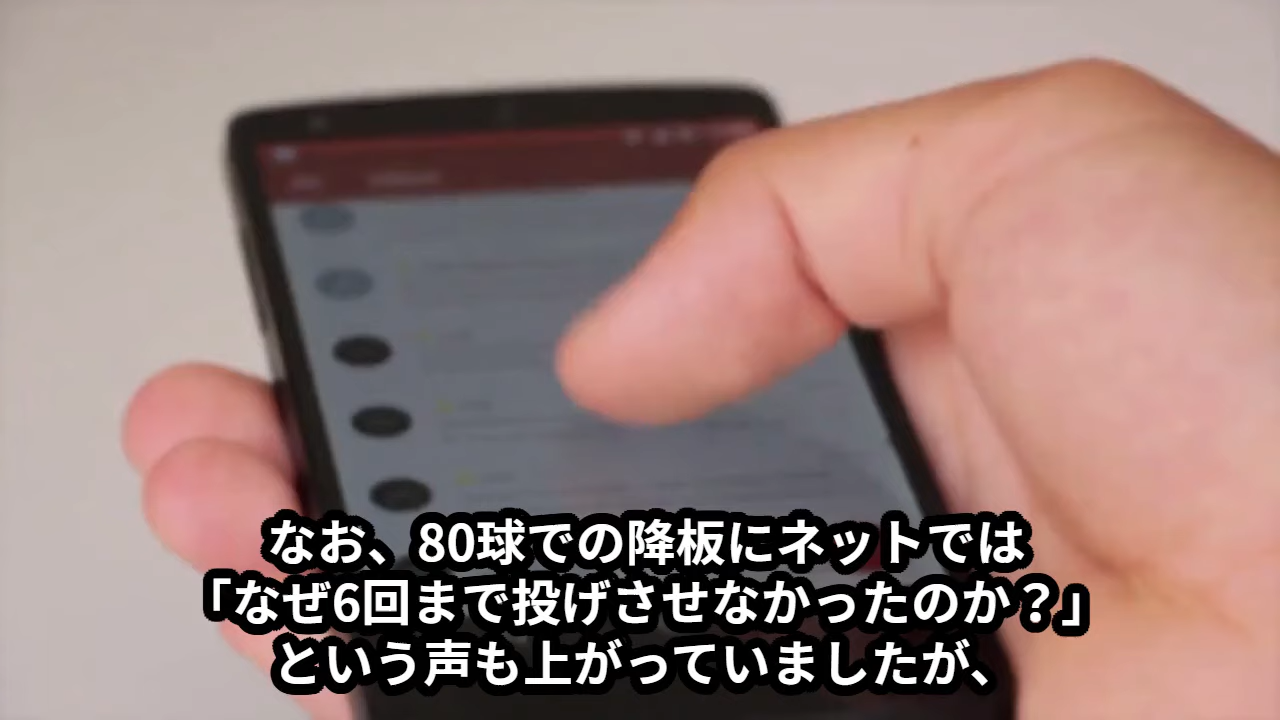 なお、80球での降板にネットでは
「なぜ6回まで投げさせなかったのか？」
という声も上がっていましたが、